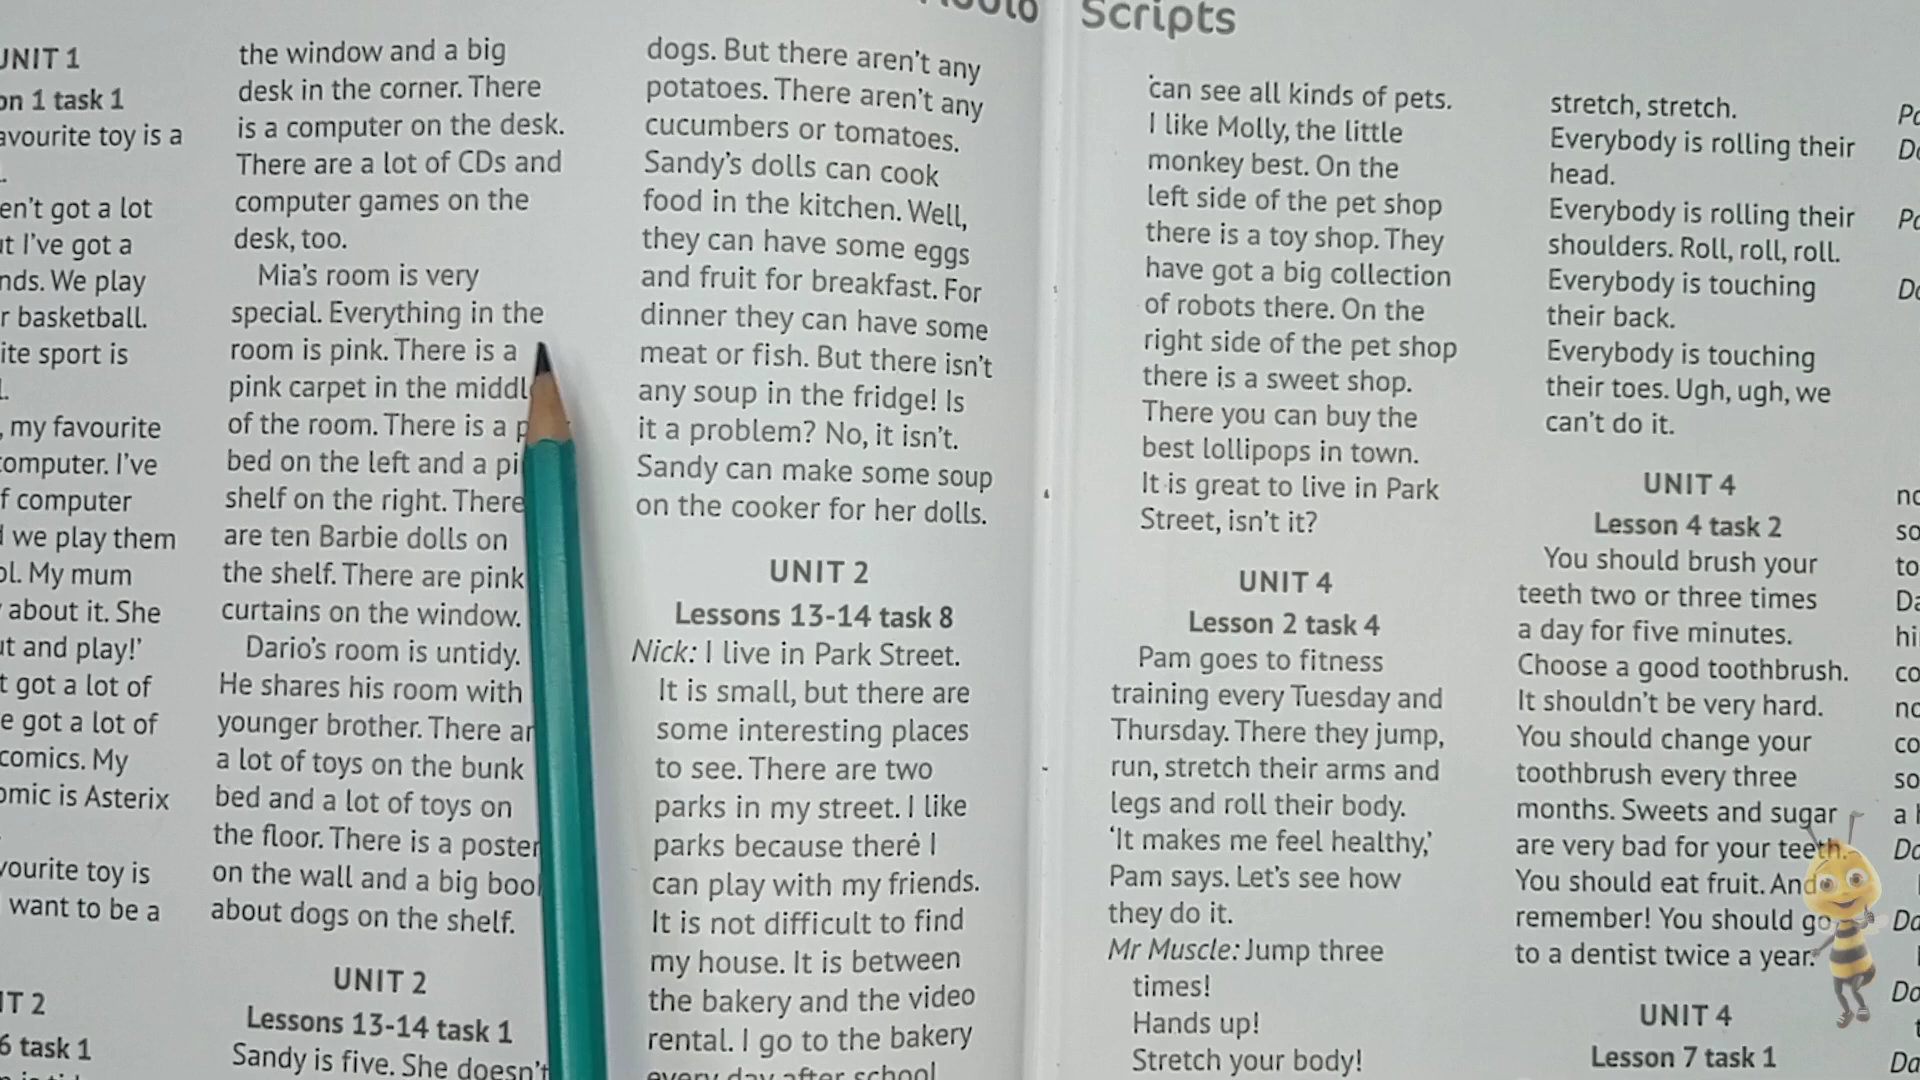 Scripts
UNIT 1
on 1 task 1
avourite toy is a
en't got a lot
ut I've got a
nds. We play
r basketball.
ite sport is
, my favourite
computer. I've
f computer
we play them
ol. My mum
about it. She
ut and play!'
t got a lot of
e got a lot of
comics. My
omic is Asterix
vourite toy is
want to be a
IT 2
6 task 1
the window and a big
desk in the corner. There
is a computer on the desk.
There are a lot of CDs and
computer games on the
desk, too.
Mia's room is very
special. Everything in the
room is pink. There is a
pink carpet in the middl
of the room. There is a p
bed on the left and a pi
shelf on the right. There
are ten Barbie dolls on
the shelf. There are pink
curtains on the window.
Dario's room is untidy.
He shares his room with
younger brother. There ar
a lot of toys on the bunk
bed and a lot of toys on
the floor. There is a poster
on the wall and a big boo
about dogs on the shelf.
UNIT 2
Lessons 13-14 task 1
Sandy is five. She doesn't
dogs. But there aren't any
potatoes. There aren't any
cucumbers or tomatoes.
Sandy's dolls can cook
food in the kitchen. Well,
they can have some eggs
and fruit for breakfast. For
dinner they can have some
meat or fish. But there isn't
any soup in the fridge! Is
it a problem? No, it isn't.
Sandy can make some soup
on the cooker for her dolls.
UNIT 2
Lessons 13-14 task 8
Nick: I live in Park Street.
It is small, but there are
some interesting places
to see. There are two
parks in my street. I like
parks because there I
can play with my friends.
It is not difficult to find
my house. It is between
the bakery and the video
rental. I go to the bakery
every day after school
can see all kinds of pets.
I like Molly, the little
monkey best. On the
left side of the pet shop
there is a toy shop. They
have got a big collection
of robots there. On the
right side of the pet shop
there is a sweet shop.
There you can buy the
best lollipops in town.
It is great to live in Park
Street, isn't it?
UNIT 4
Lesson 2 task 4
Pam goes to fitness
training every Tuesday and
Thursday. There they jump,
run, stretch their arms and
legs and roll their body.
'It makes me feel healthy,'
Pam says. Let's see how
they do it.
Mr Muscle: Jump three
times!
Hands up!
Stretch your body!
stretch, stretch.
Everybody is rolling their
head.
Everybody is rolling their
shoulders. Roll, roll, roll.
Everybody is touching
their back.
Everybody is touching
their toes. Ugh, ugh, we
can't do it.
UNIT 4
Lesson 4 task 2
You should brush your
teeth two or three times
a day for five minutes.
Choose a good toothbrush.
It shouldn't be very hard.
You should change your
toothbrush every three
months. Sweets and sugar
are very bad for your teeth.
You should eat fruit. And
remember! You should go
to a dentist twice a year.
UNIT 4
Lesson 7 task 1